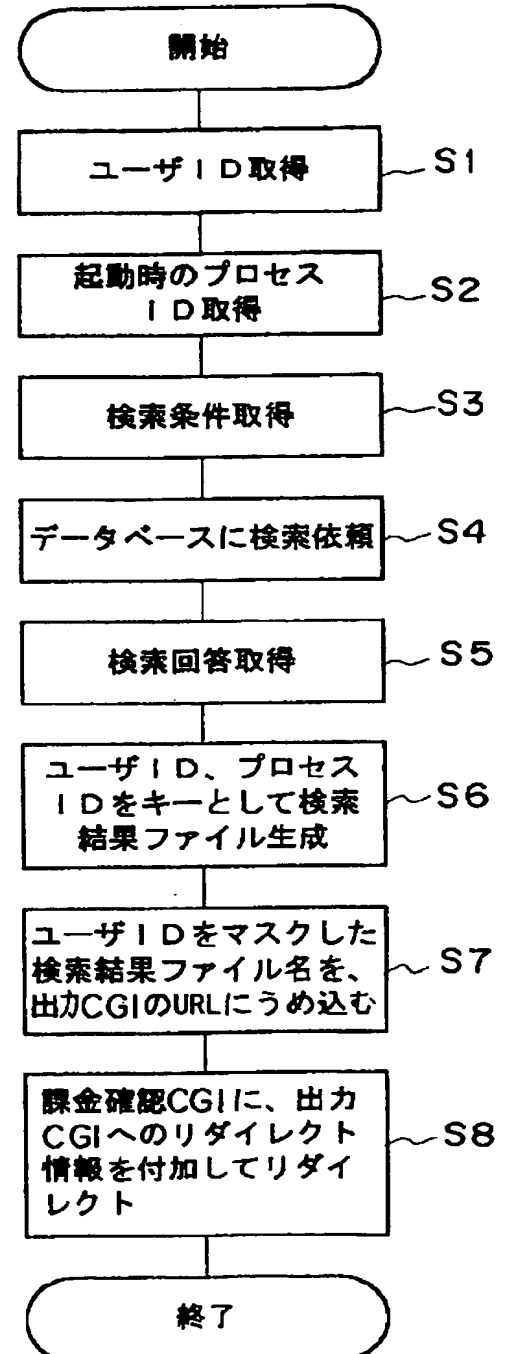 開始
ユーザID取得
S1
起動時のプロセス
ID取得
S2
検索条件取得
S3
データベースに検索依頼
S4
検索回答取得
S5
ユーザID、プロセス
IDをキーとして検索
結果ファイル生成
S6
ユーザIDをマスクした
検索結果ファイル名を、
出力CGIのURLにうめ込む
S7
課金確認CGIに、出力
CGIへのリダイレクト
情報を付加してリダイ
レクト
S8
終了